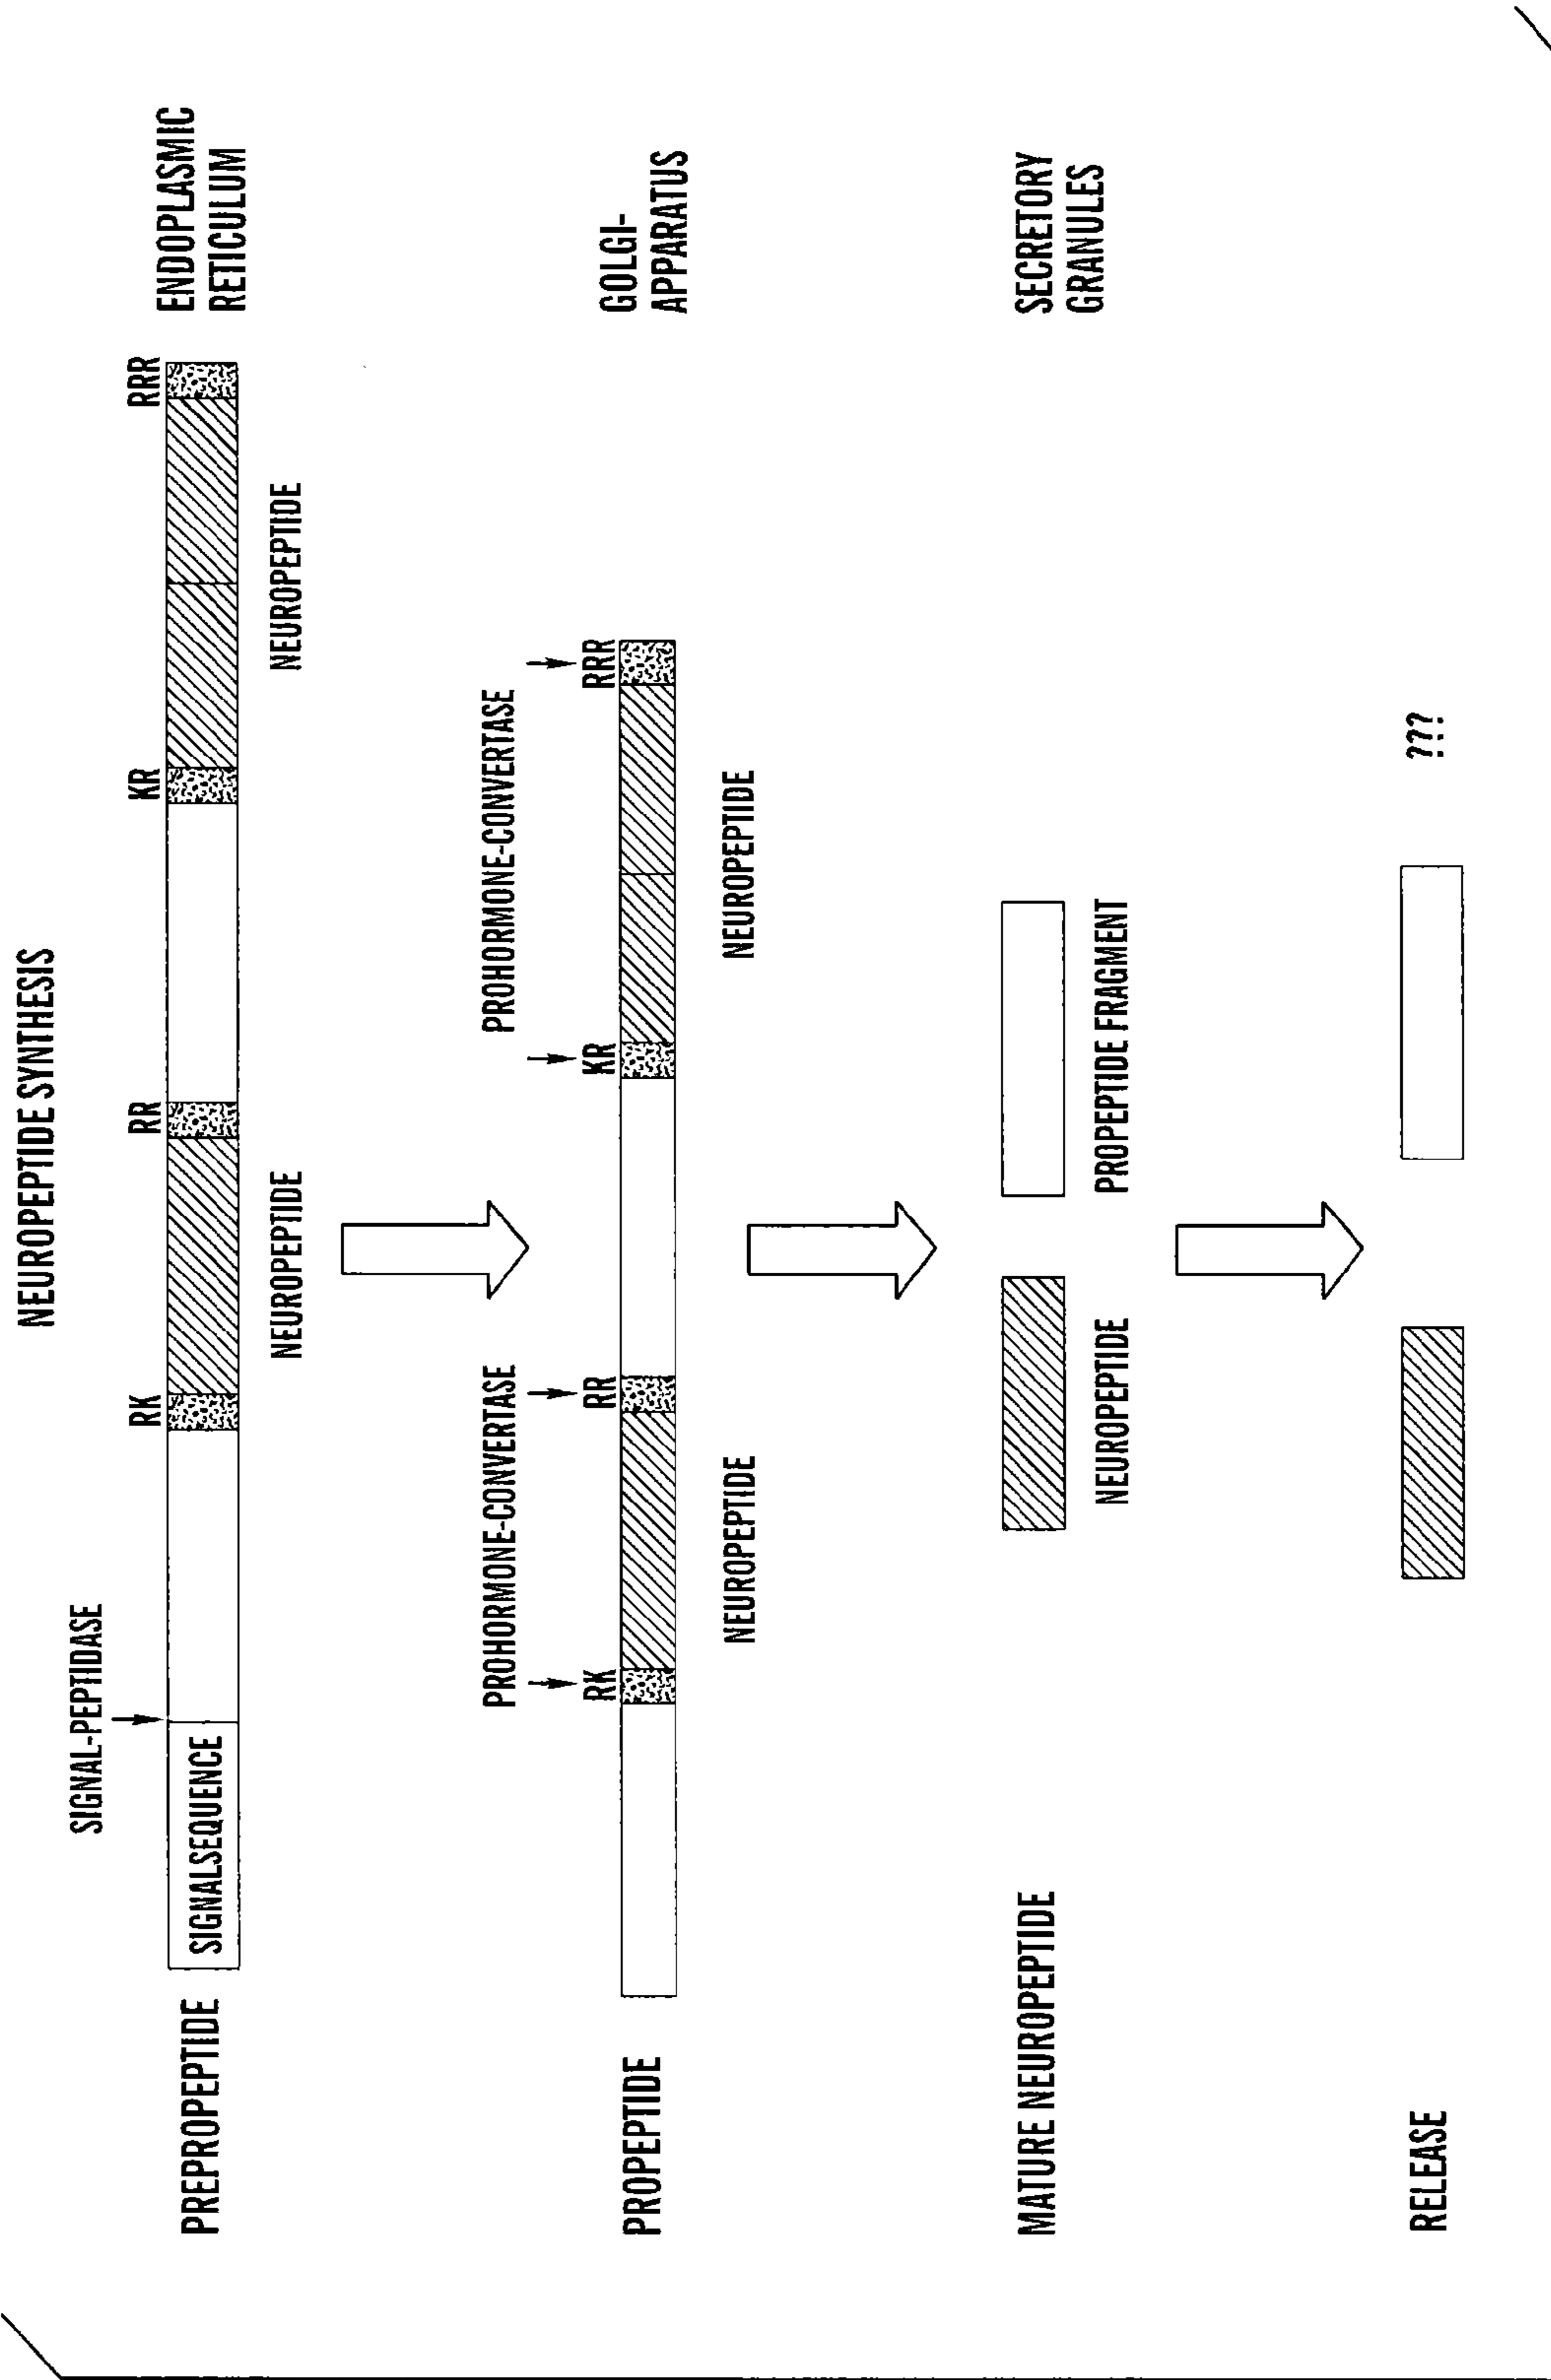 NEUROPEPTIDE SYNTHESIS
SIGNAL-PEPTIDASE
RK
RR
KR
RRR
PREPROPEPTIDE
SIGNALSEQUENCE
ENDOPLASMIC
RETICULUM
NEUROPEPTIDE
NEUROPEPTIDE
PROHORMONE-CONVERTASE
PROHORMONE-CONVERTASE
RK
RR
KR
RRR
PROPEPTIDE
GOLGI-
APPARATUS
NEUROPEPTIDE
NEUROPEPTIDE
MATURE NEUROPEPTIDE
SECRETORY
GRANULES
NEUROPEPTIDE
PROPEPTIDE FRAGMENT
RELEASE
???